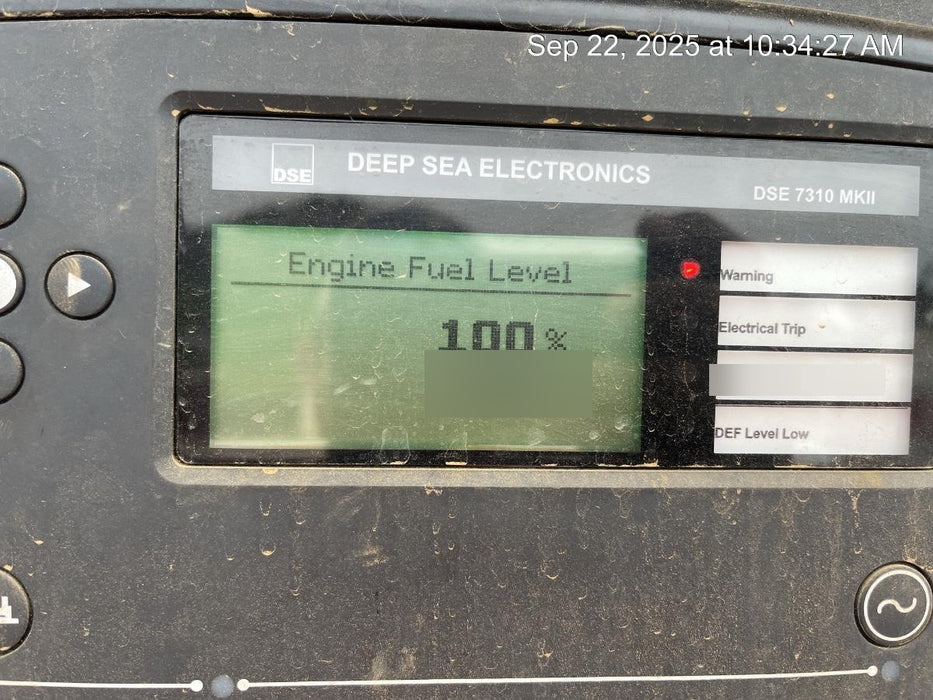 Sep 22, 2025 at 10:34:27 AM
DSE
DEEP SEA ELECTRONICS
DSE 7310 MKII
Engine Fuel Level
100 %
Warning
Electrical Trip
DEF Level Low